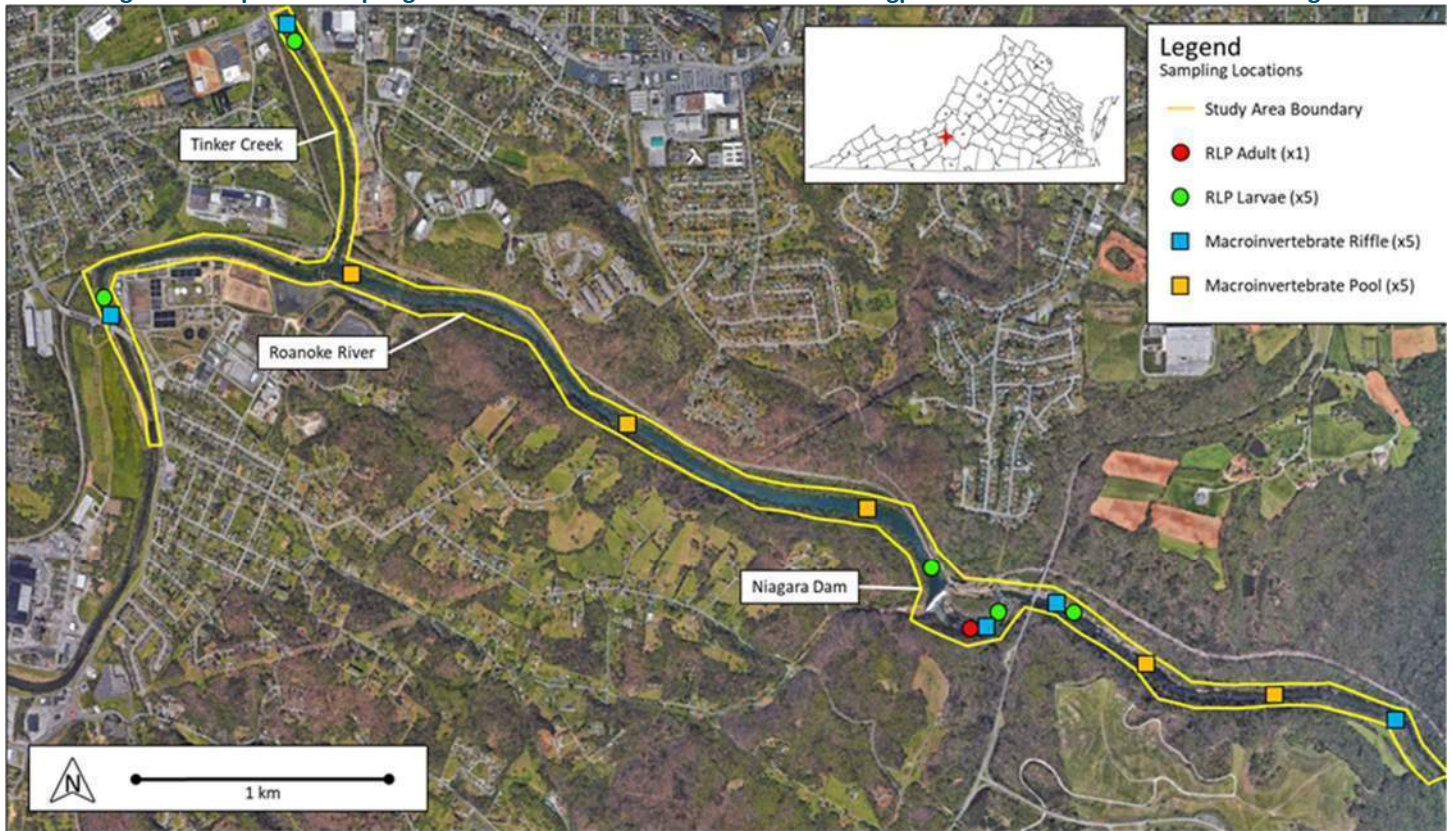 Tinker Creek
Roanoke River
Niagara Dam
Legend
Sampling Locations
Study Area Boundary
RLP Adult (x1)
RLP Larvae (x5)
Macroinvertebrate Riffle (x5)
Macroinvertebrate Pool (x5)
N
1 km